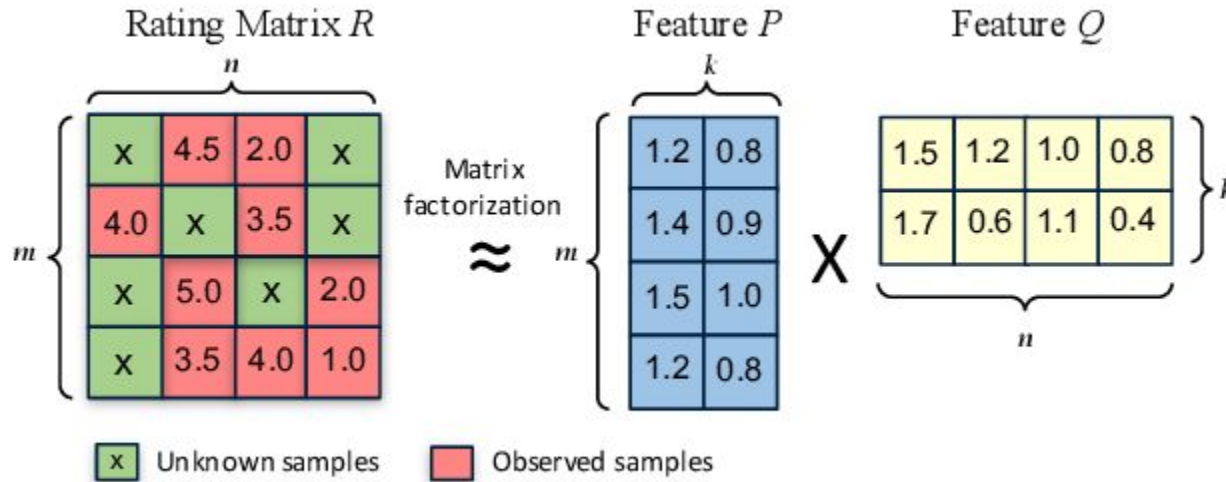 Rating Matrix R
Feature P
Feature Q
n
k
m
x 4.5 2.0 x
4.0 x 3.5 x
x 5.0 x 2.0
x 3.5 4.0 1.0
Matrix
factorization
≈
m
1.2 0.8
1.4 0.9
1.5 1.0
1.2 0.8
X
1.5 1.2 1.0 0.8
1.7 0.6 1.1 0.4
k
n
x Unknown samples
Observed samples